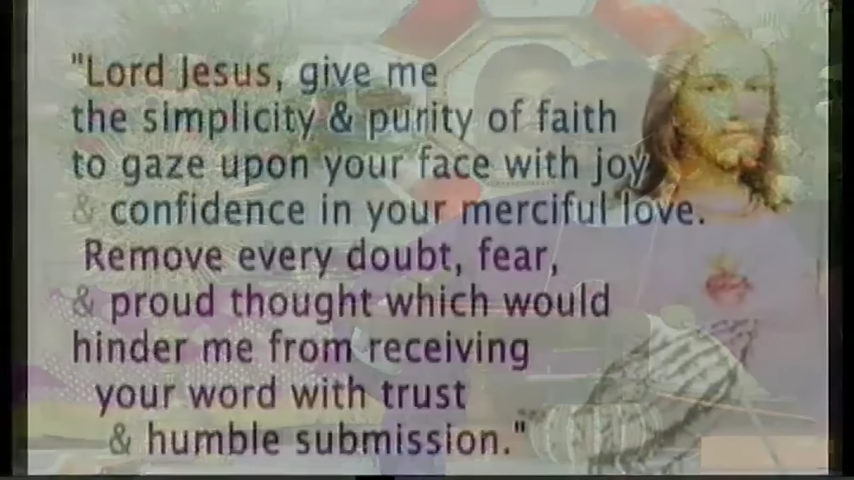 "Lord Jesus, give me
the simplicity & purity of faith
to gaze upon your face with joy
& confidence in your merciful love.
Remove every doubt, fear,
& proud thought which would
hinder me from receiving
your word with trust
& humble submission."